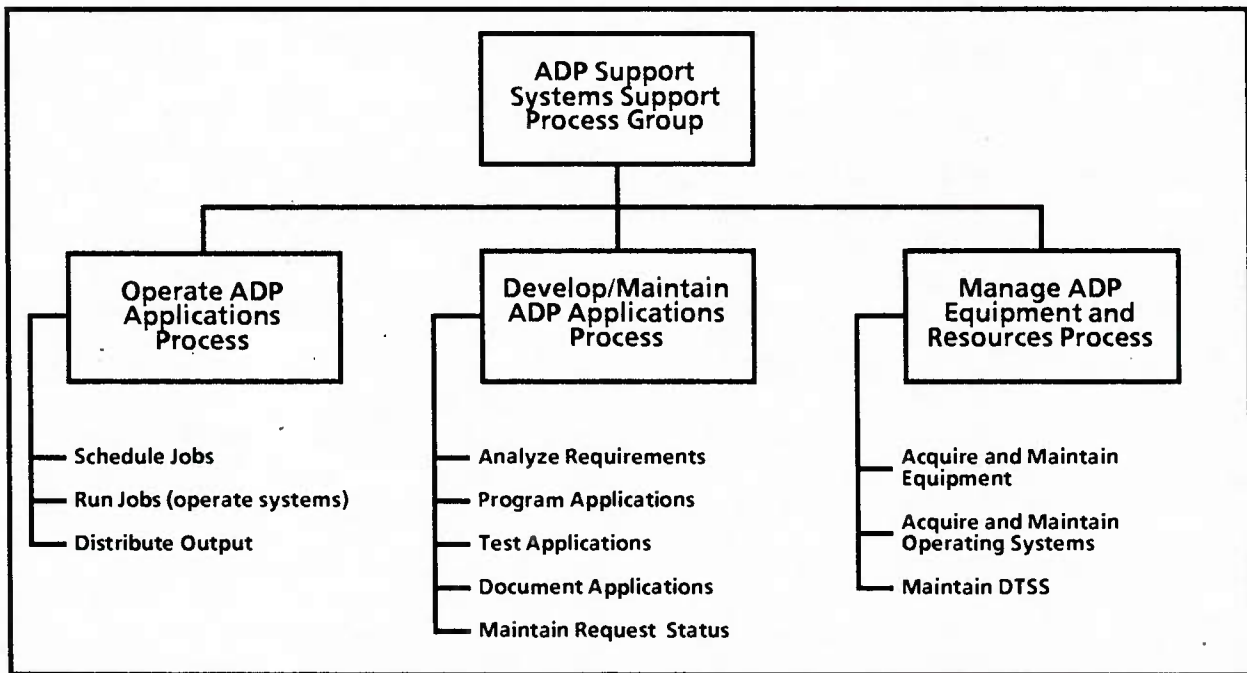 ADP Support
Systems Support
Process Group
Operate ADP
Applications
Process
Schedule Jobs
Run Jobs (operate systems)
Distribute Output
Develop/Maintain
ADP Applications
Process
Analyze Requirements
Program Applications
Test Applications
Document Applications
Maintain Request Status
Manage ADP
Equipment and
Resources Process
Acquire and Maintain
Equipment
Acquire and Maintain
Operating Systems
Maintain DTSS